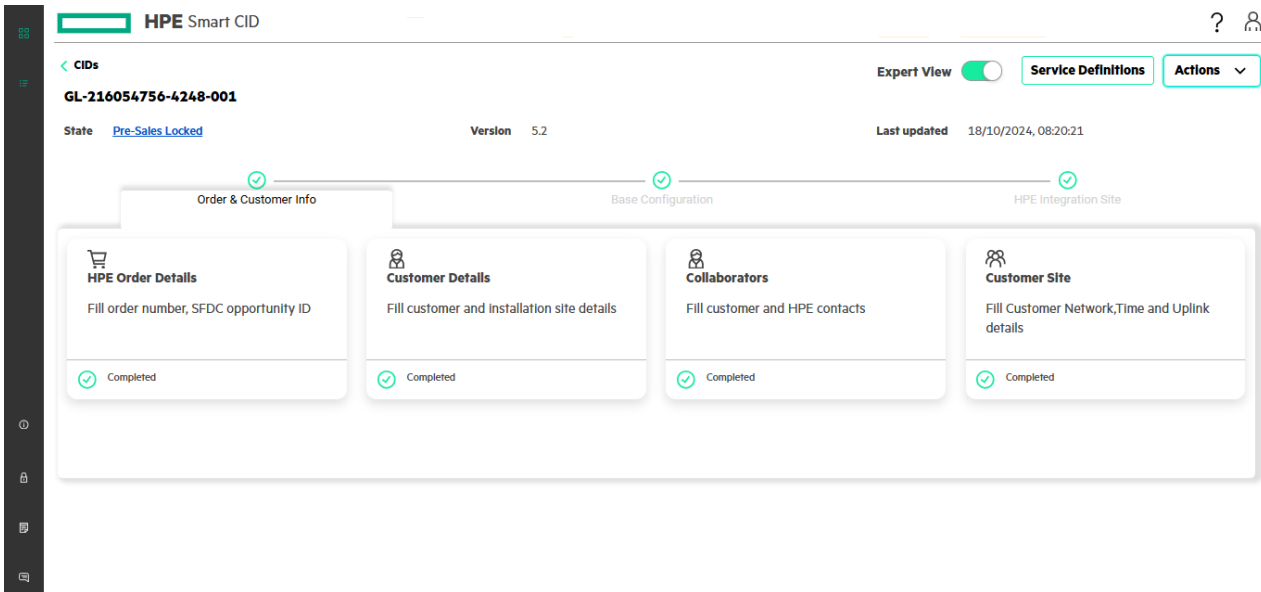 HPE Smart CID
?
CIDs
Expert View
Service Definitions
Actions
GL-216054756-4248-001
State Pre-Sales Locked
Version 5.2
Last updated 18/10/2024, 08:20:21
Order & Customer Info
Base Configuration
HPE Integration Site
HPE Order Details
Fill order number, SFDC opportunity ID
Completed
Customer Details
Fill customer and installation site details
Completed
Collaborators
Fill customer and HPE contacts
Completed
Customer Site
Fill Customer Network,Time and Uplink
details
Completed